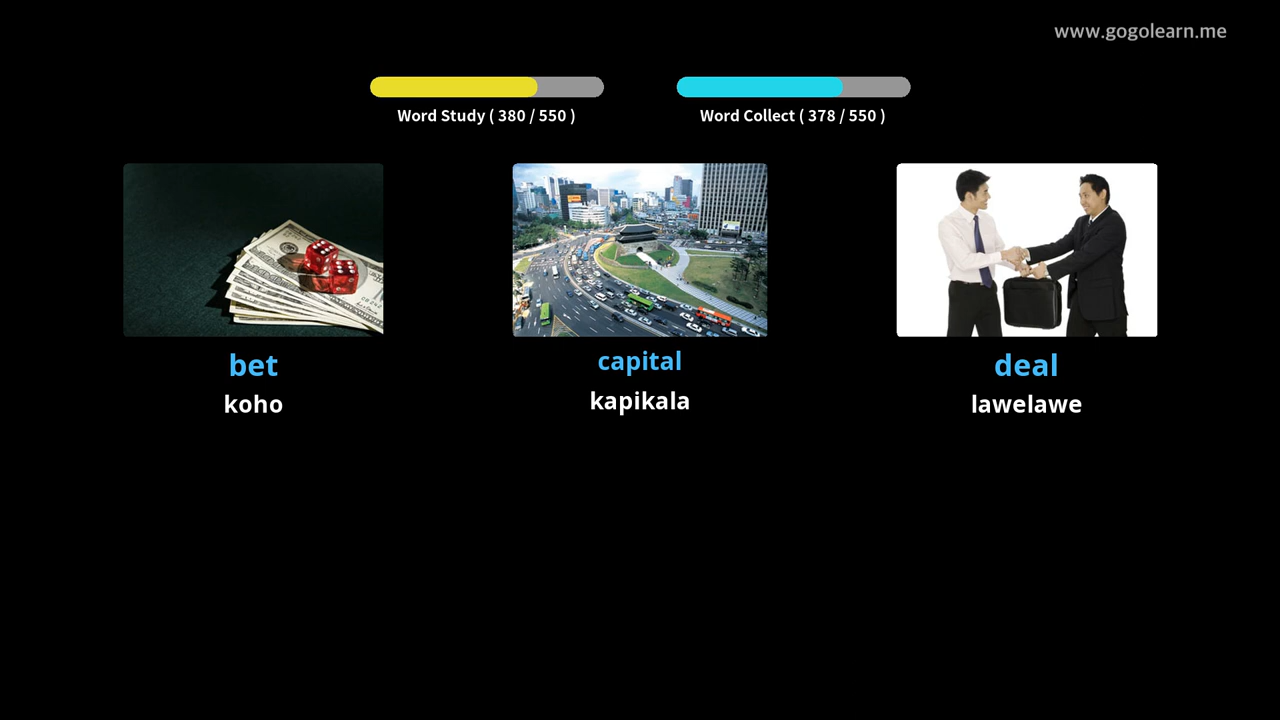 www.gogolearn.me
Word Study ( 380 / 550 )
Word Collect ( 378 / 550 )
bet
koho
capital
kapikala
deal
lawelawe